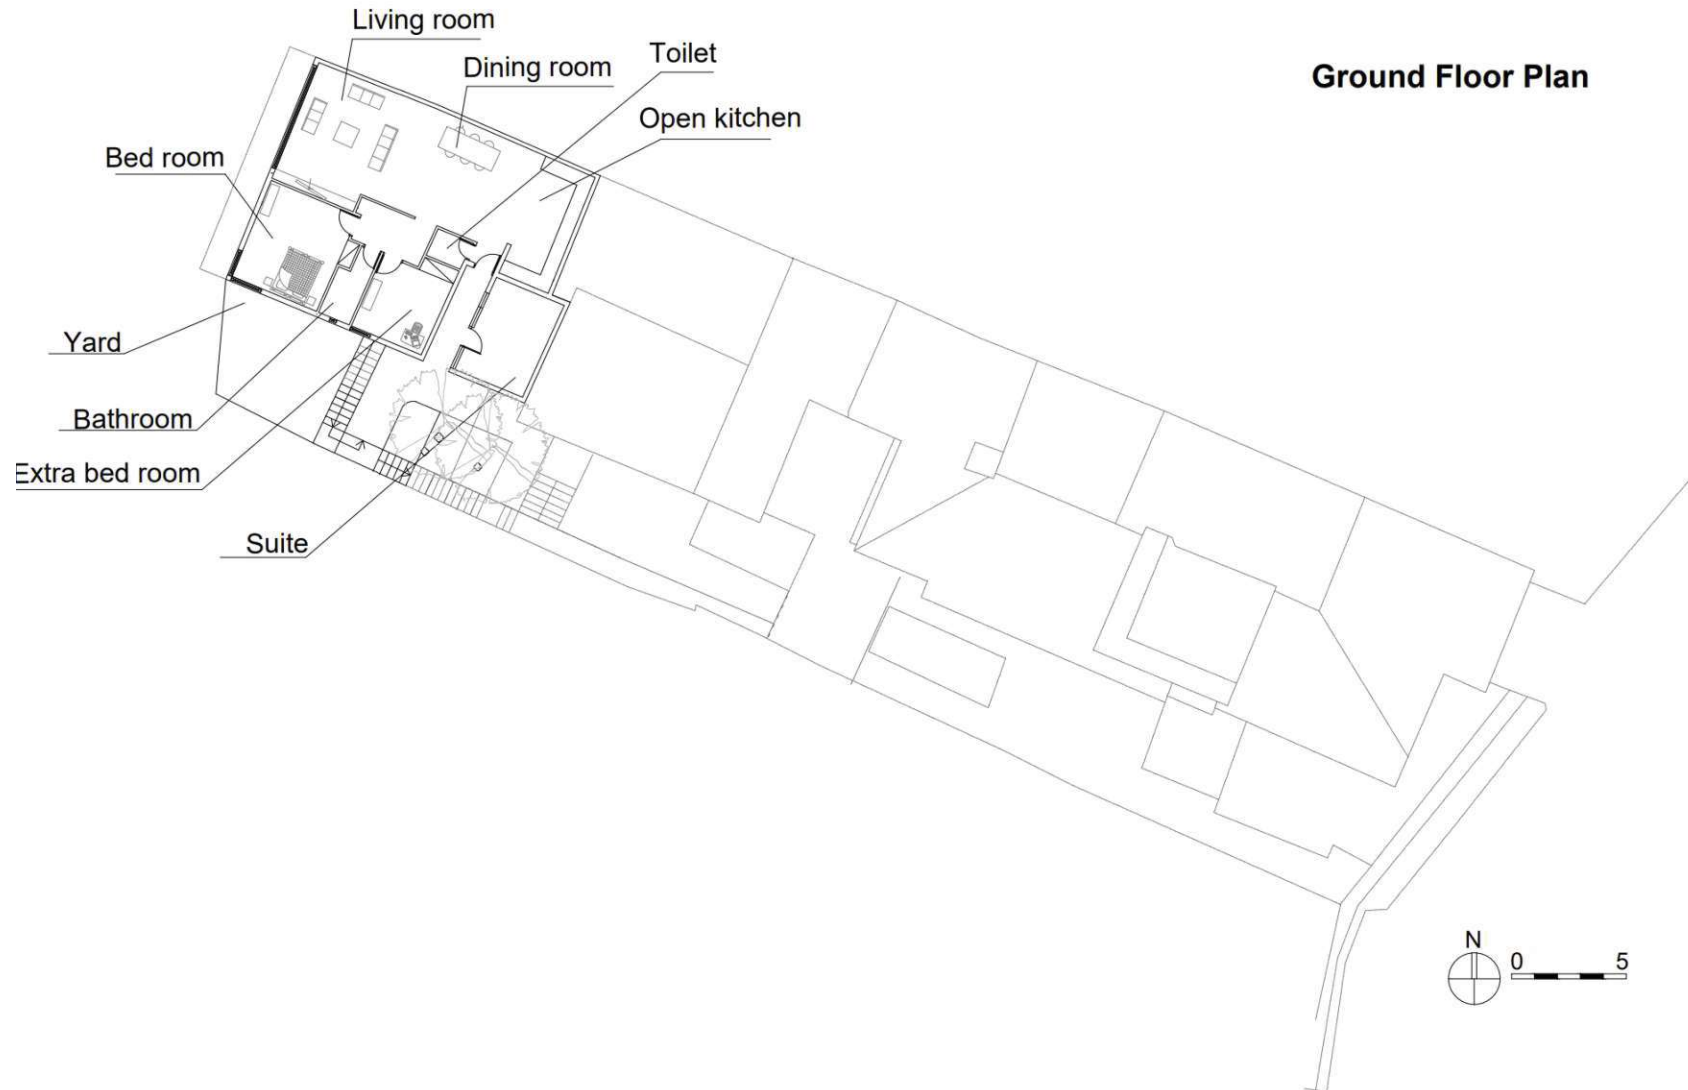 Living room
Toilet
Dining room
Ground Floor Plan
Open kitchen
Bed room
Yard
Bathroom
Extra bed room
Suite
N
0 5